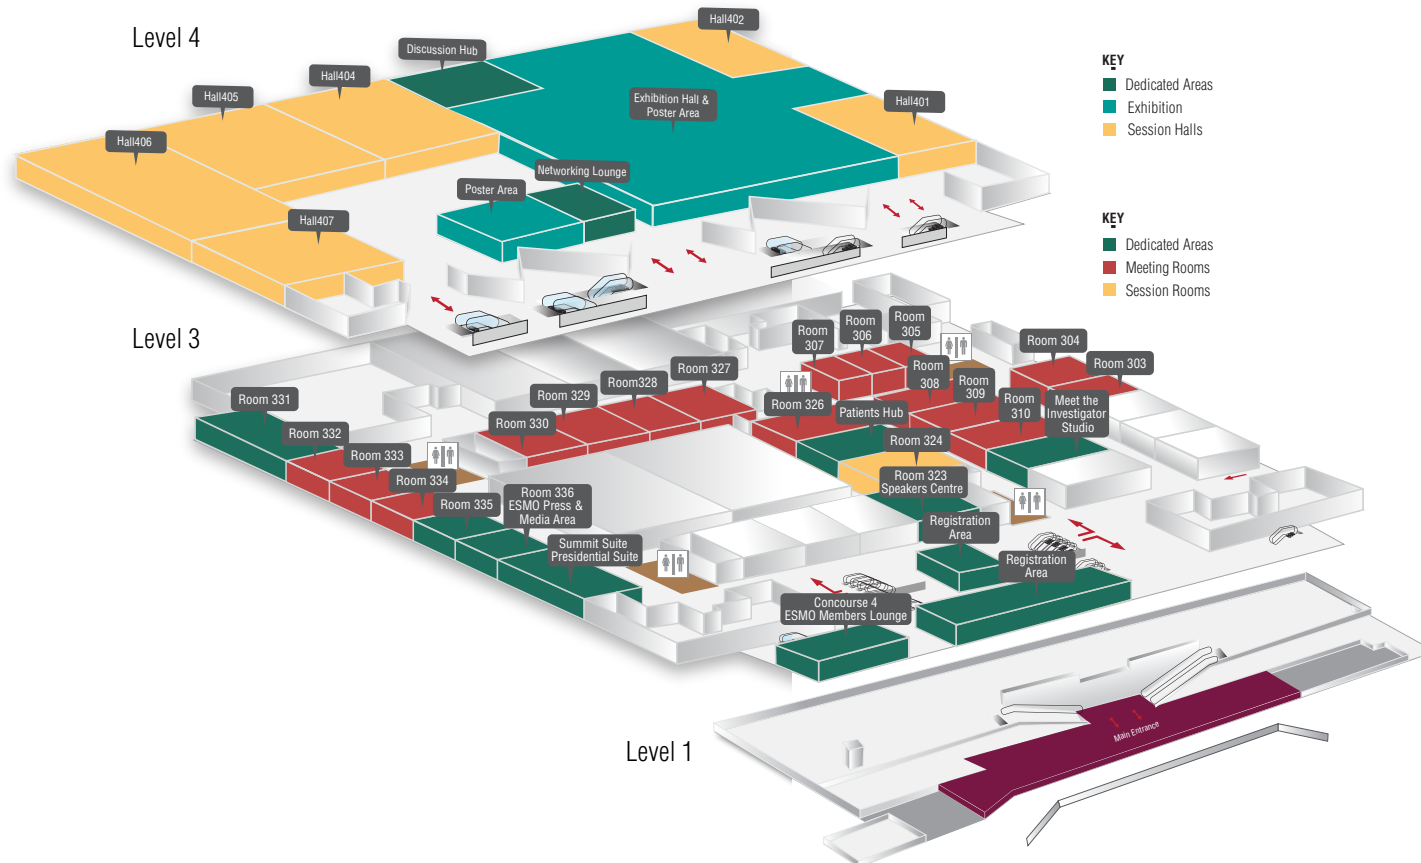 Level 4
Hall402
Discussion Hub
Hall404
Hall405
Hall406
Exhibition Hall &
Poster Area
Hall401
Networking Lounge
Poster Area
Hall407
KEY
Dedicated Areas
Exhibition
Session Halls
KEY
Dedicated Areas
Meeting Rooms
Session Rooms
Level 3
Room
305
Room
306
Room
307
Room 304
Room 303
Room
308
Room
309
Room
310
Meet the
Investigator
Studio
Room 327
Room328
Room 329
Room 330
Room 326
Patients Hub
Room 324
Room 323
Speakers Centre
Room 331
Room 332
Room 333
Room 334
Room 335
Room 336
ESMO Press &
Media Area
Summit Suite
Presidential Suite
Registration
Area
Registration
Area
Concourse 4
ESMO Members Lounge
Level 1
Main Entrance